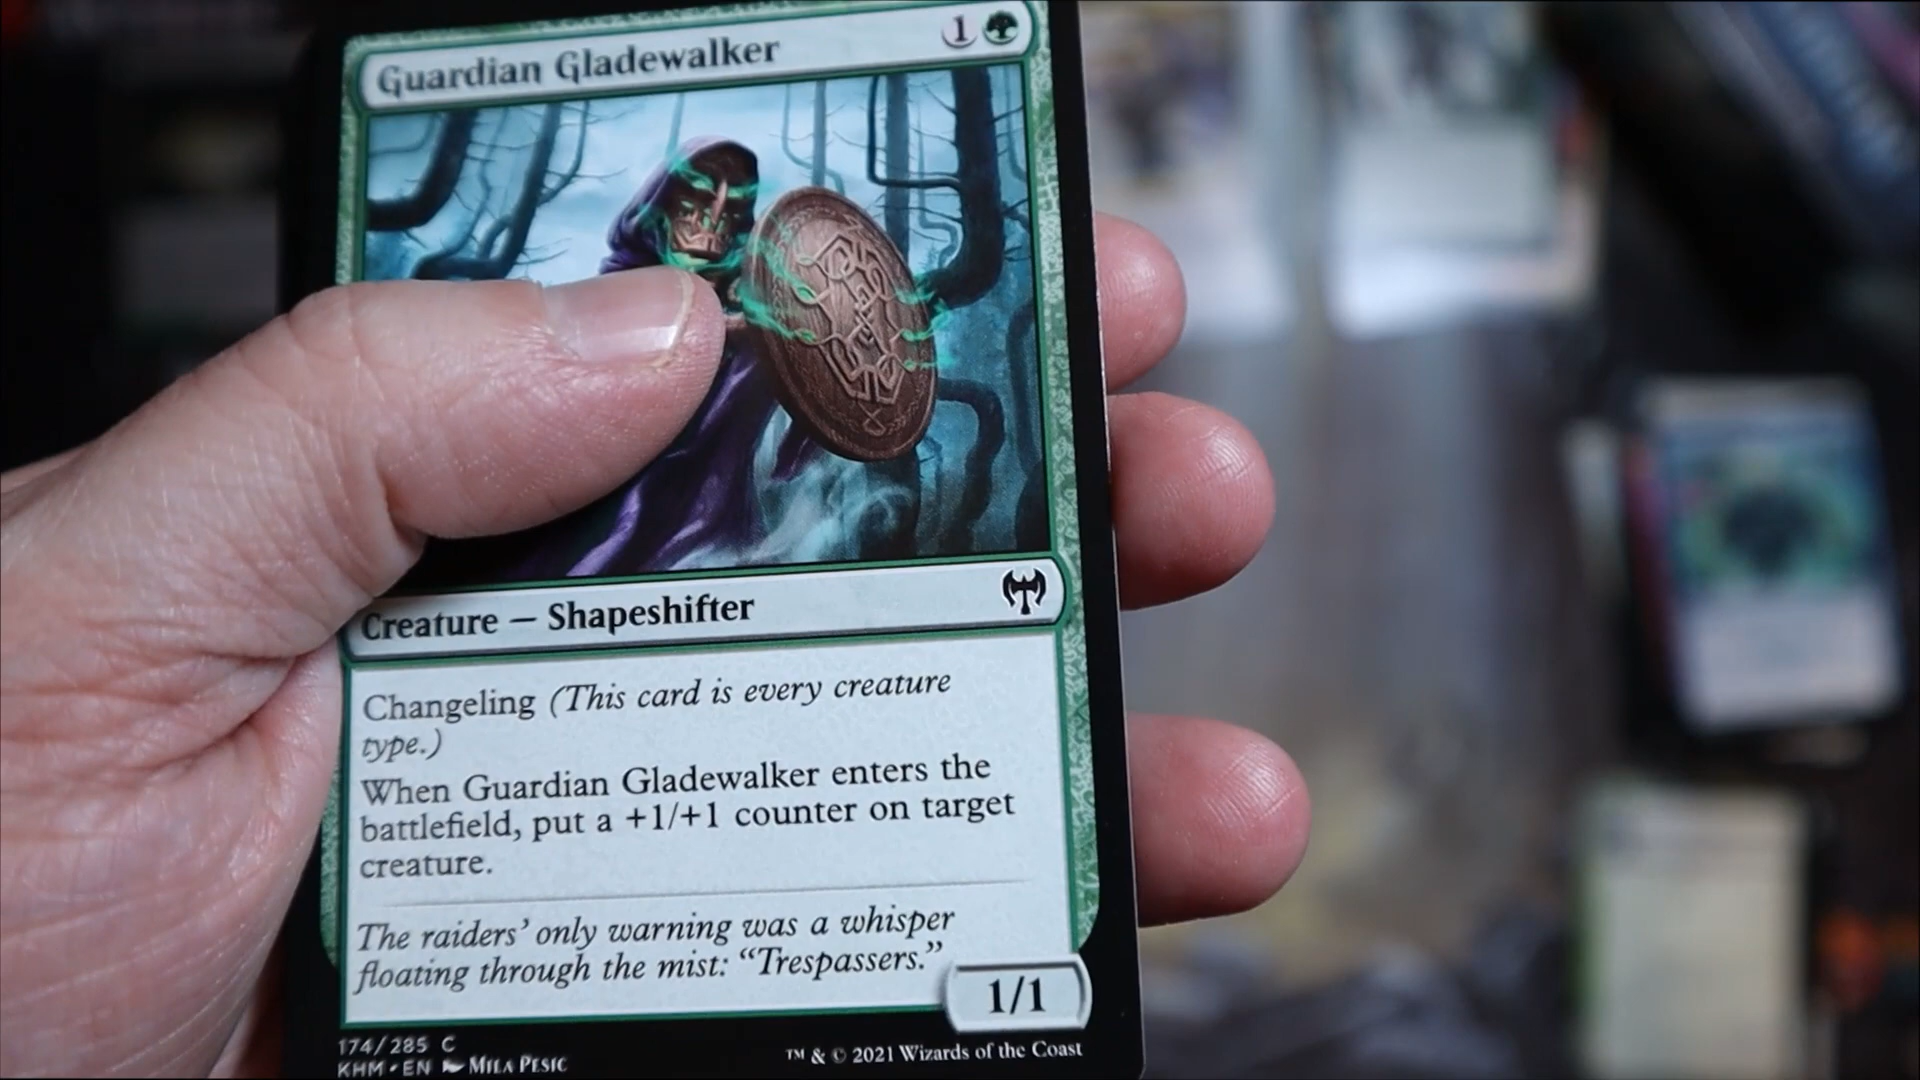 Guardian Gladewalker 1
Creature — Shapeshifter
Changeling (This card is every creature
type.)
When Guardian Gladewalker enters the
battlefield, put a +1/+1 counter on target
creature.
The raiders’ only warning was a whisper
floating through the mist: “Trespassers.”
1/1
174/285 C
KHM • EN Mila Pesic
™ & © 2021 Wizards of the Coast